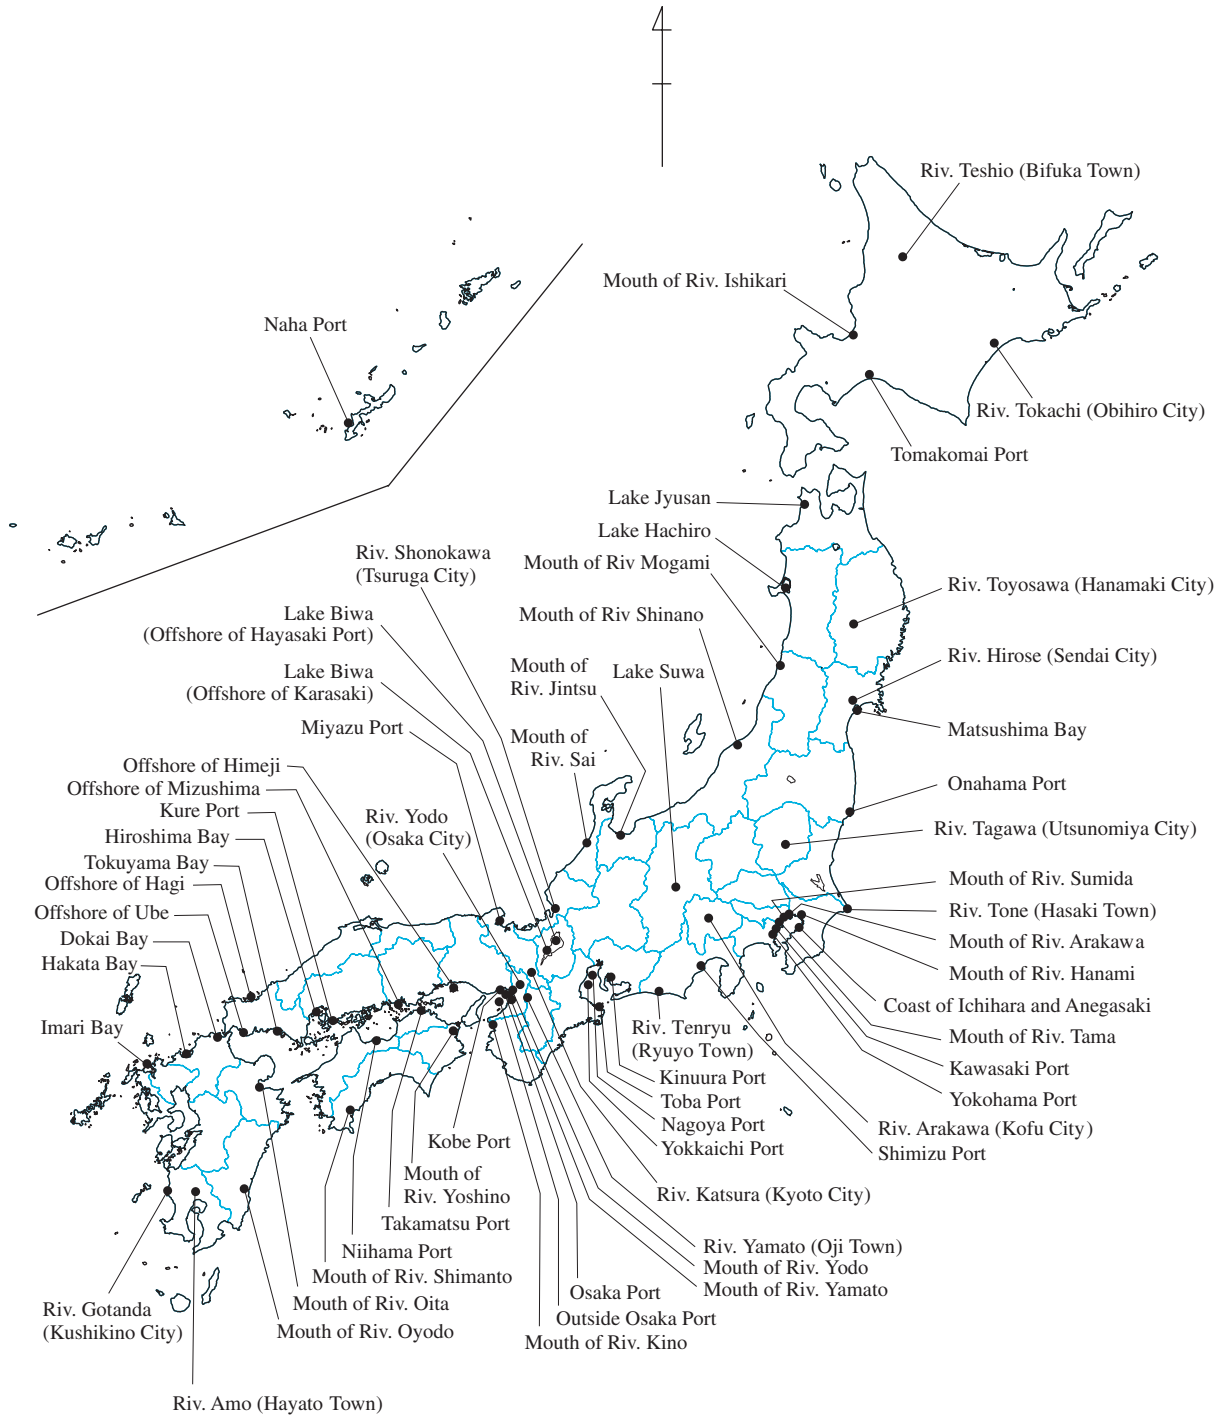 Riv. Teshio (Bifuka Town)
Mouth of Riv. Ishikari
Naha Port
Riv. Tokachi (Obihiro City)
Tomakomai Port
Lake Jyusan
Lake Hachiro
Riv. Shonokawa
(Tsuruga City)
Mouth of Riv Mogami
Riv. Toyosawa (Hanamaki City)
Lake Biwa
(Offshore of Hayasaki Port)
Mouth of Riv Shinano
Riv. Hirose (Sendai City)
Lake Biwa
(Offshore of Karasaki)
Mouth of
Riv. Jintsu
Lake Suwa
Miyazu Port
Matsushima Bay
Mouth of
Riv. Sai
Offshore of Himeji
Offshore of Mizushima
Onahama Port
Kure Port
Riv. Yodo
(Osaka City)
Riv. Tagawa (Utsunomiya City)
Hiroshima Bay
Tokuyama Bay
Offshore of Hagi
Mouth of Riv. Sumida
Offshore of Ube
Riv. Tone (Hasaki Town)
Dokai Bay
Mouth of Riv. Arakawa
Hakata Bay
Mouth of Riv. Hanami
Coast of Ichihara and Anegasaki
Imari Bay
Riv. Tenryu
(Ryuyo Town)
Mouth of Riv. Tama
Kawasaki Port
Kinuura Port
Yokohama Port
Toba Port
Nagoya Port
Riv. Arakawa (Kofu City)
Kobe Port
Yokkaichi Port
Shimizu Port
Mouth of
Riv. Yoshino
Riv. Katsura (Kyoto City)
Takamatsu Port
Niihama Port
Riv. Yamato (Oji Town)
Mouth of Riv. Shimanto
Mouth of Riv. Yodo
Osaka Port
Mouth of Riv. Yamato
Mouth of Riv. Oita
Riv. Gotanda
(Kushikino City)
Outside Osaka Port
Mouth of Riv. Oyodo
Mouth of Riv. Kino
Riv. Amo (Hayato Town)